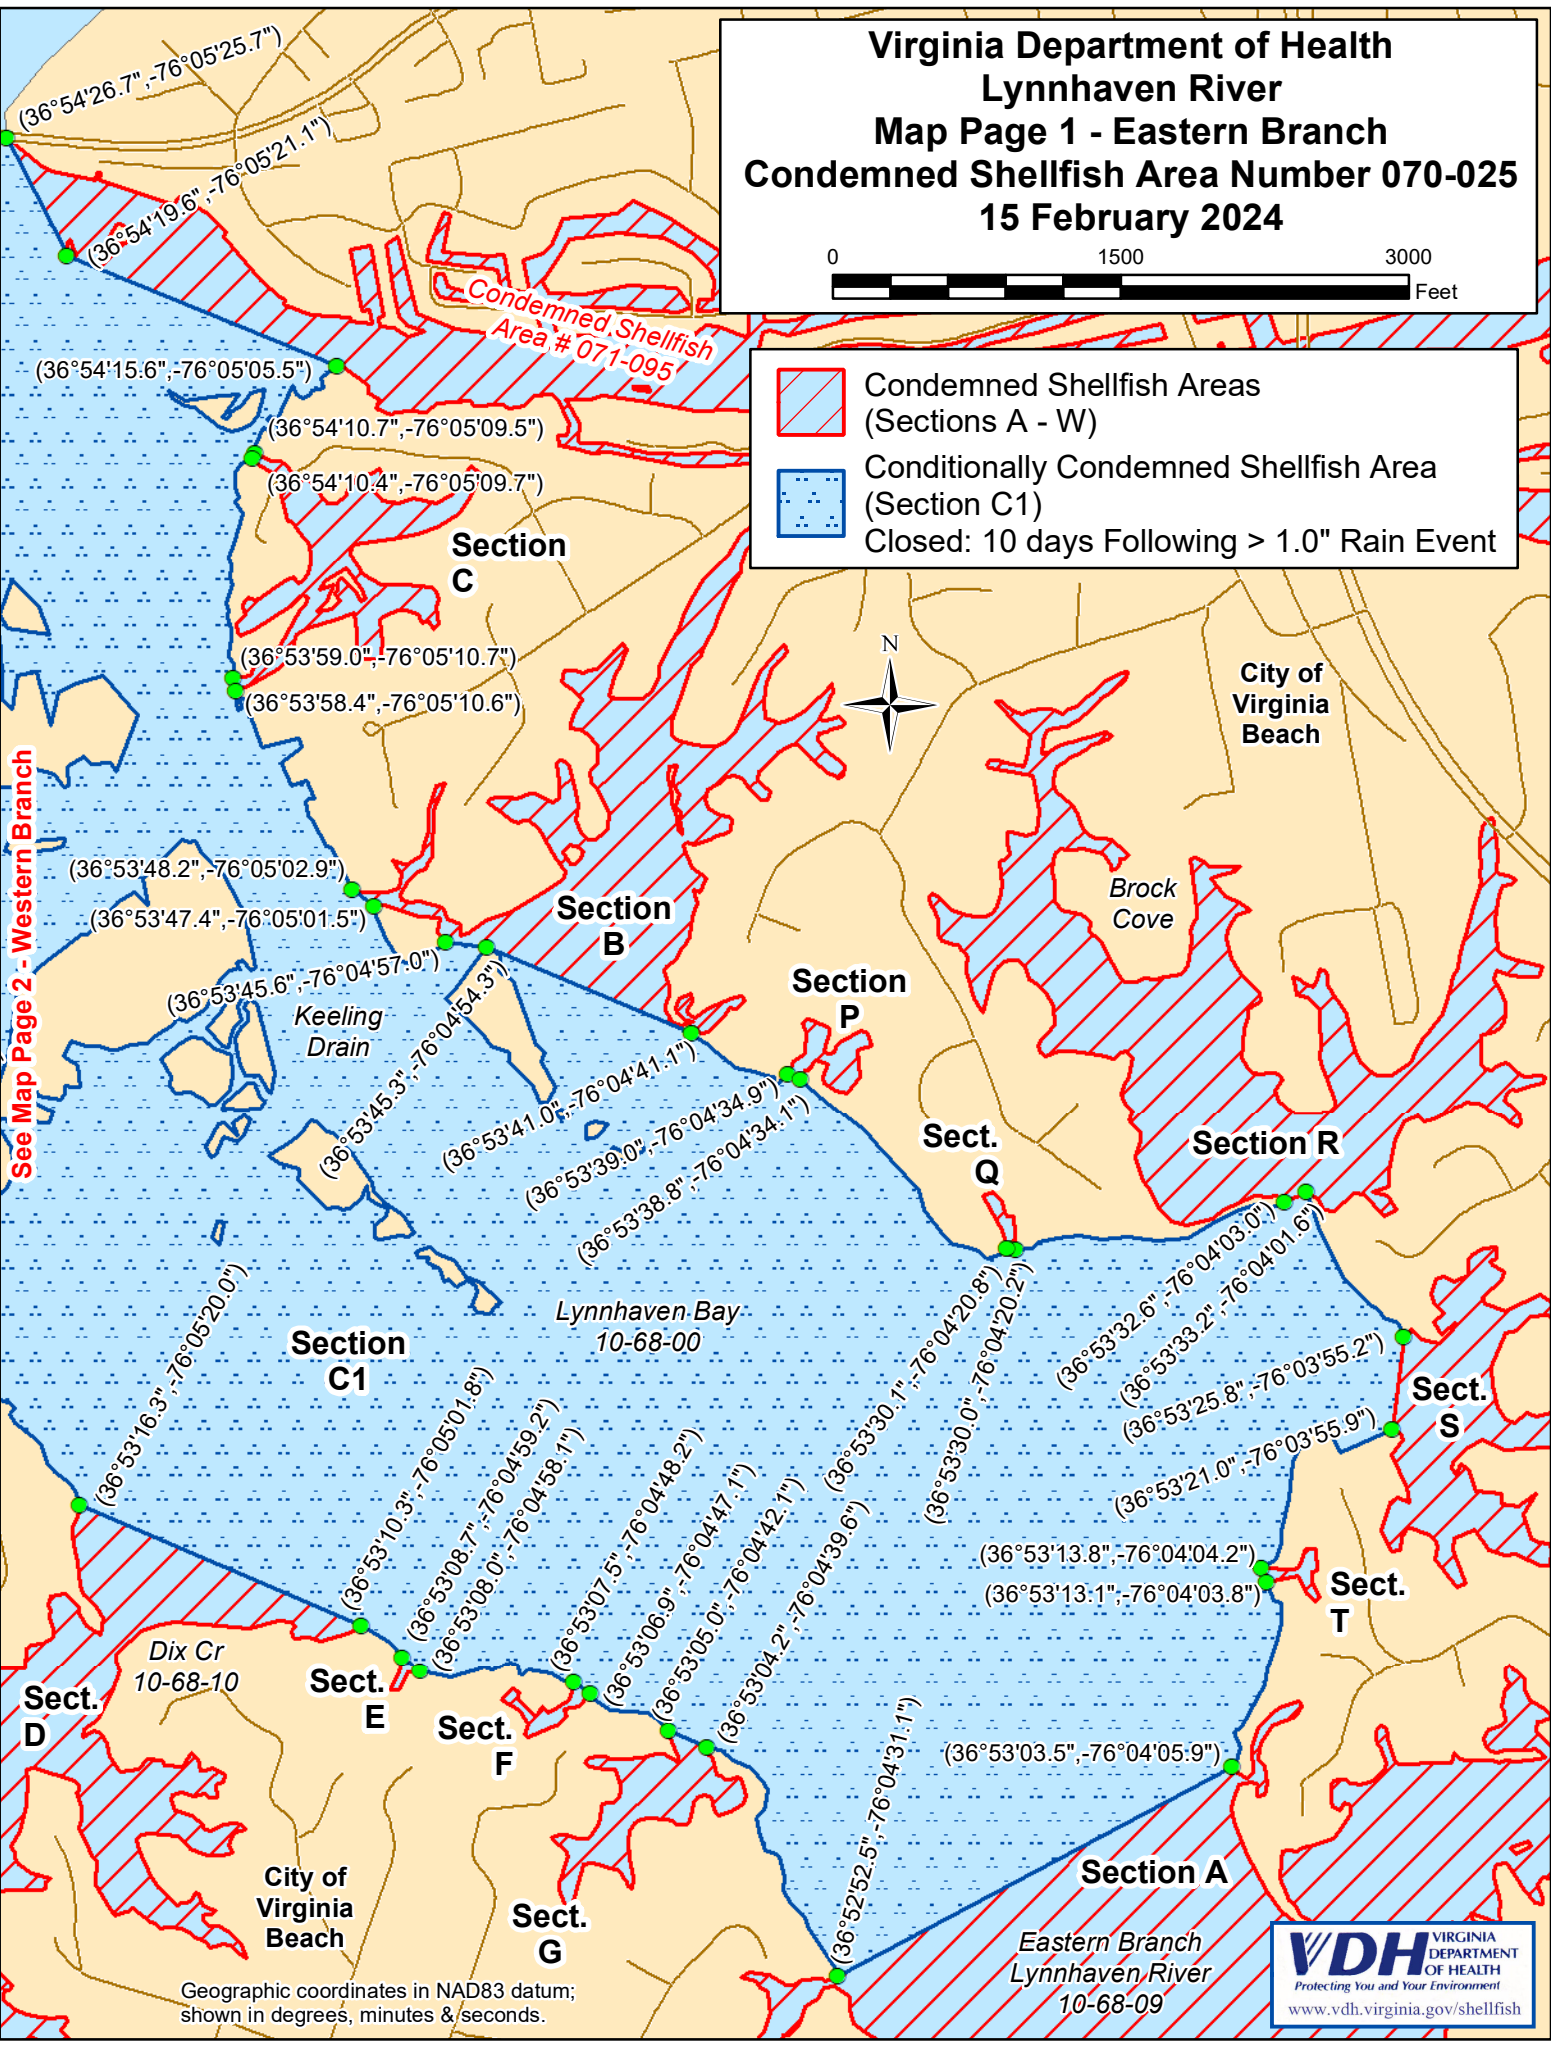 Virginia Department of Health
Lynnhaven River
Map Page 1 - Eastern Branch
Condemned Shellfish Area Number 070-025
15 February 2024
0 1500 3000
Feet
Condemned Shellfish Areas
(Sections A - W)
Conditionally Condemned Shellfish Area
(Section C1)
Closed: 10 days Following > 1.0" Rain Event
(36°54'26.7",-76°05'25.7")
(36°54'19.6",-76°05'21.1")
Condemned Shellfish
Area # 071-095
(36°54'15.6",-76°05'05.5")
(36°54'10.7",-76°05'09.5")
(36°54'10.4",-76°05'09.7")
Section
C
(36°53'59.0",-76°05'10.7")
(36°53'58.4",-76°05'10.6")
N
City of
Virginia
Beach
See Map Page 2 - Western Branch
(36°53'48.2",-76°05'02.9")
(36°53'47.4",-76°05'01.5")
(36°53'45.6",-76°04'57.0")
(36°53'45.3",-76°04'54.3")
Section
B
Brock
Cove
Keeling
Drain
Section
P
(36°53'41.0",-76°04'41.1")
(36°53'39.0",-76°04'34.9")
(36°53'38.8",-76°04'34.1")
Sect.
Q
Section R
(36°53'16.3",-76°05'20.0")
Section
C1
Lynnhaven Bay
10-68-00
(36°53'30.1",-76°04'20.8")
(36°53'30.0",-76°04'20.2")
(36°53'32.6",-76°04'03.0")
(36°53'33.2",-76°04'01.6")
(36°53'25.8",-76°03'55.2")
(36°53'21.0",-76°03'55.9")
Sect.
S
(36°53'10.3",-76°05'01.8")
(36°53'08.7",-76°04'59.2")
(36°53'08.0",-76°04'58.1")
(36°53'07.5",-76°04'48.2")
(36°53'06.9",-76°04'47.1")
(36°53'05.0",-76°04'42.1")
(36°53'04.2",-76°04'39.6")
(36°53'13.8",-76°04'04.2")
(36°53'13.1",-76°04'03.8")
Sect.
T
Dix Cr
10-68-10
Sect.
D
Sect.
E
Sect.
F
(36°52'52.5",-76°04'31.1")
(36°53'03.5",-76°04'05.9")
City of
Virginia
Beach
Sect.
G
Section A
Eastern Branch
Lynnhaven River
10-68-09
Geographic coordinates in NAD83 datum;
shown in degrees, minutes & seconds.
VDH VIRGINIA
DEPARTMENT
OF HEALTH
Protecting You and Your Environment
www.vdh.virginia.gov/shellfish